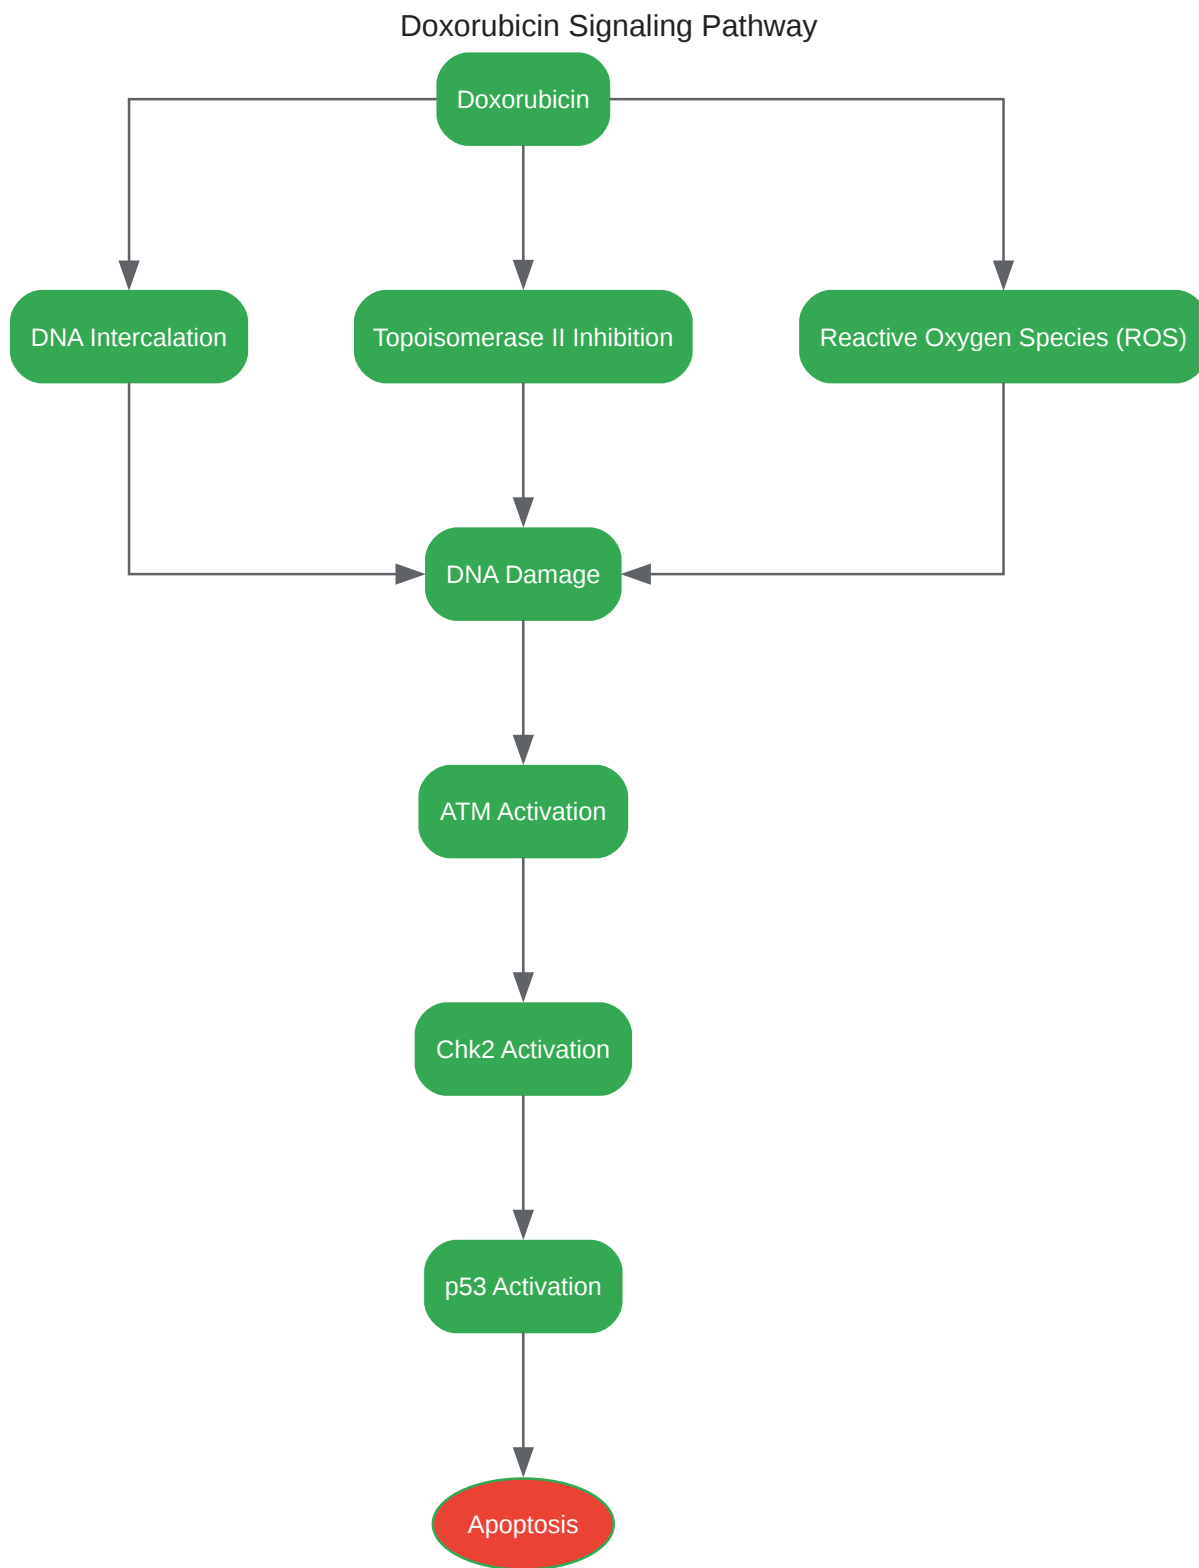 Doxorubicin Signaling Pathway
Doxorubicin
DNA Intercalation
Topoisomerase II Inhibition
Reactive Oxygen Species (ROS)
DNA Damage
ATM Activation
Chk2 Activation
p53 Activation
Apoptosis